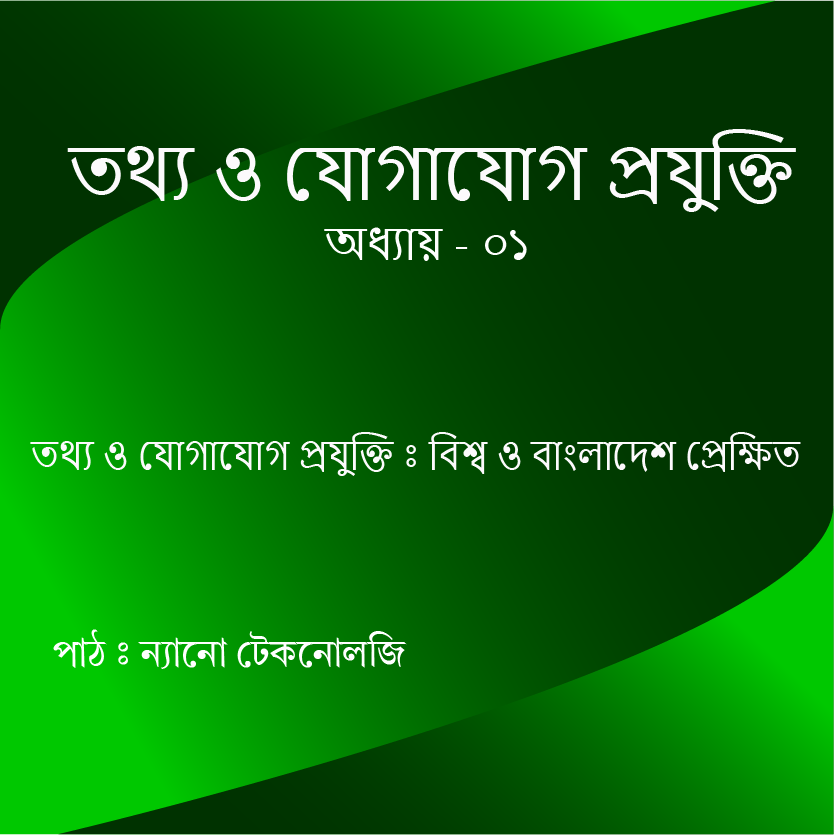 তথ্য ও যোগাযোগ প্রযুক্তি
অধ্যায় - ০১
তথ্য ও যোগাযোগ প্রযুক্তি ঃ বিশ্ব ও বাংলাদেশ প্রেক্ষিত
পাঠ ঃ ন্যানো টেকনোলজি